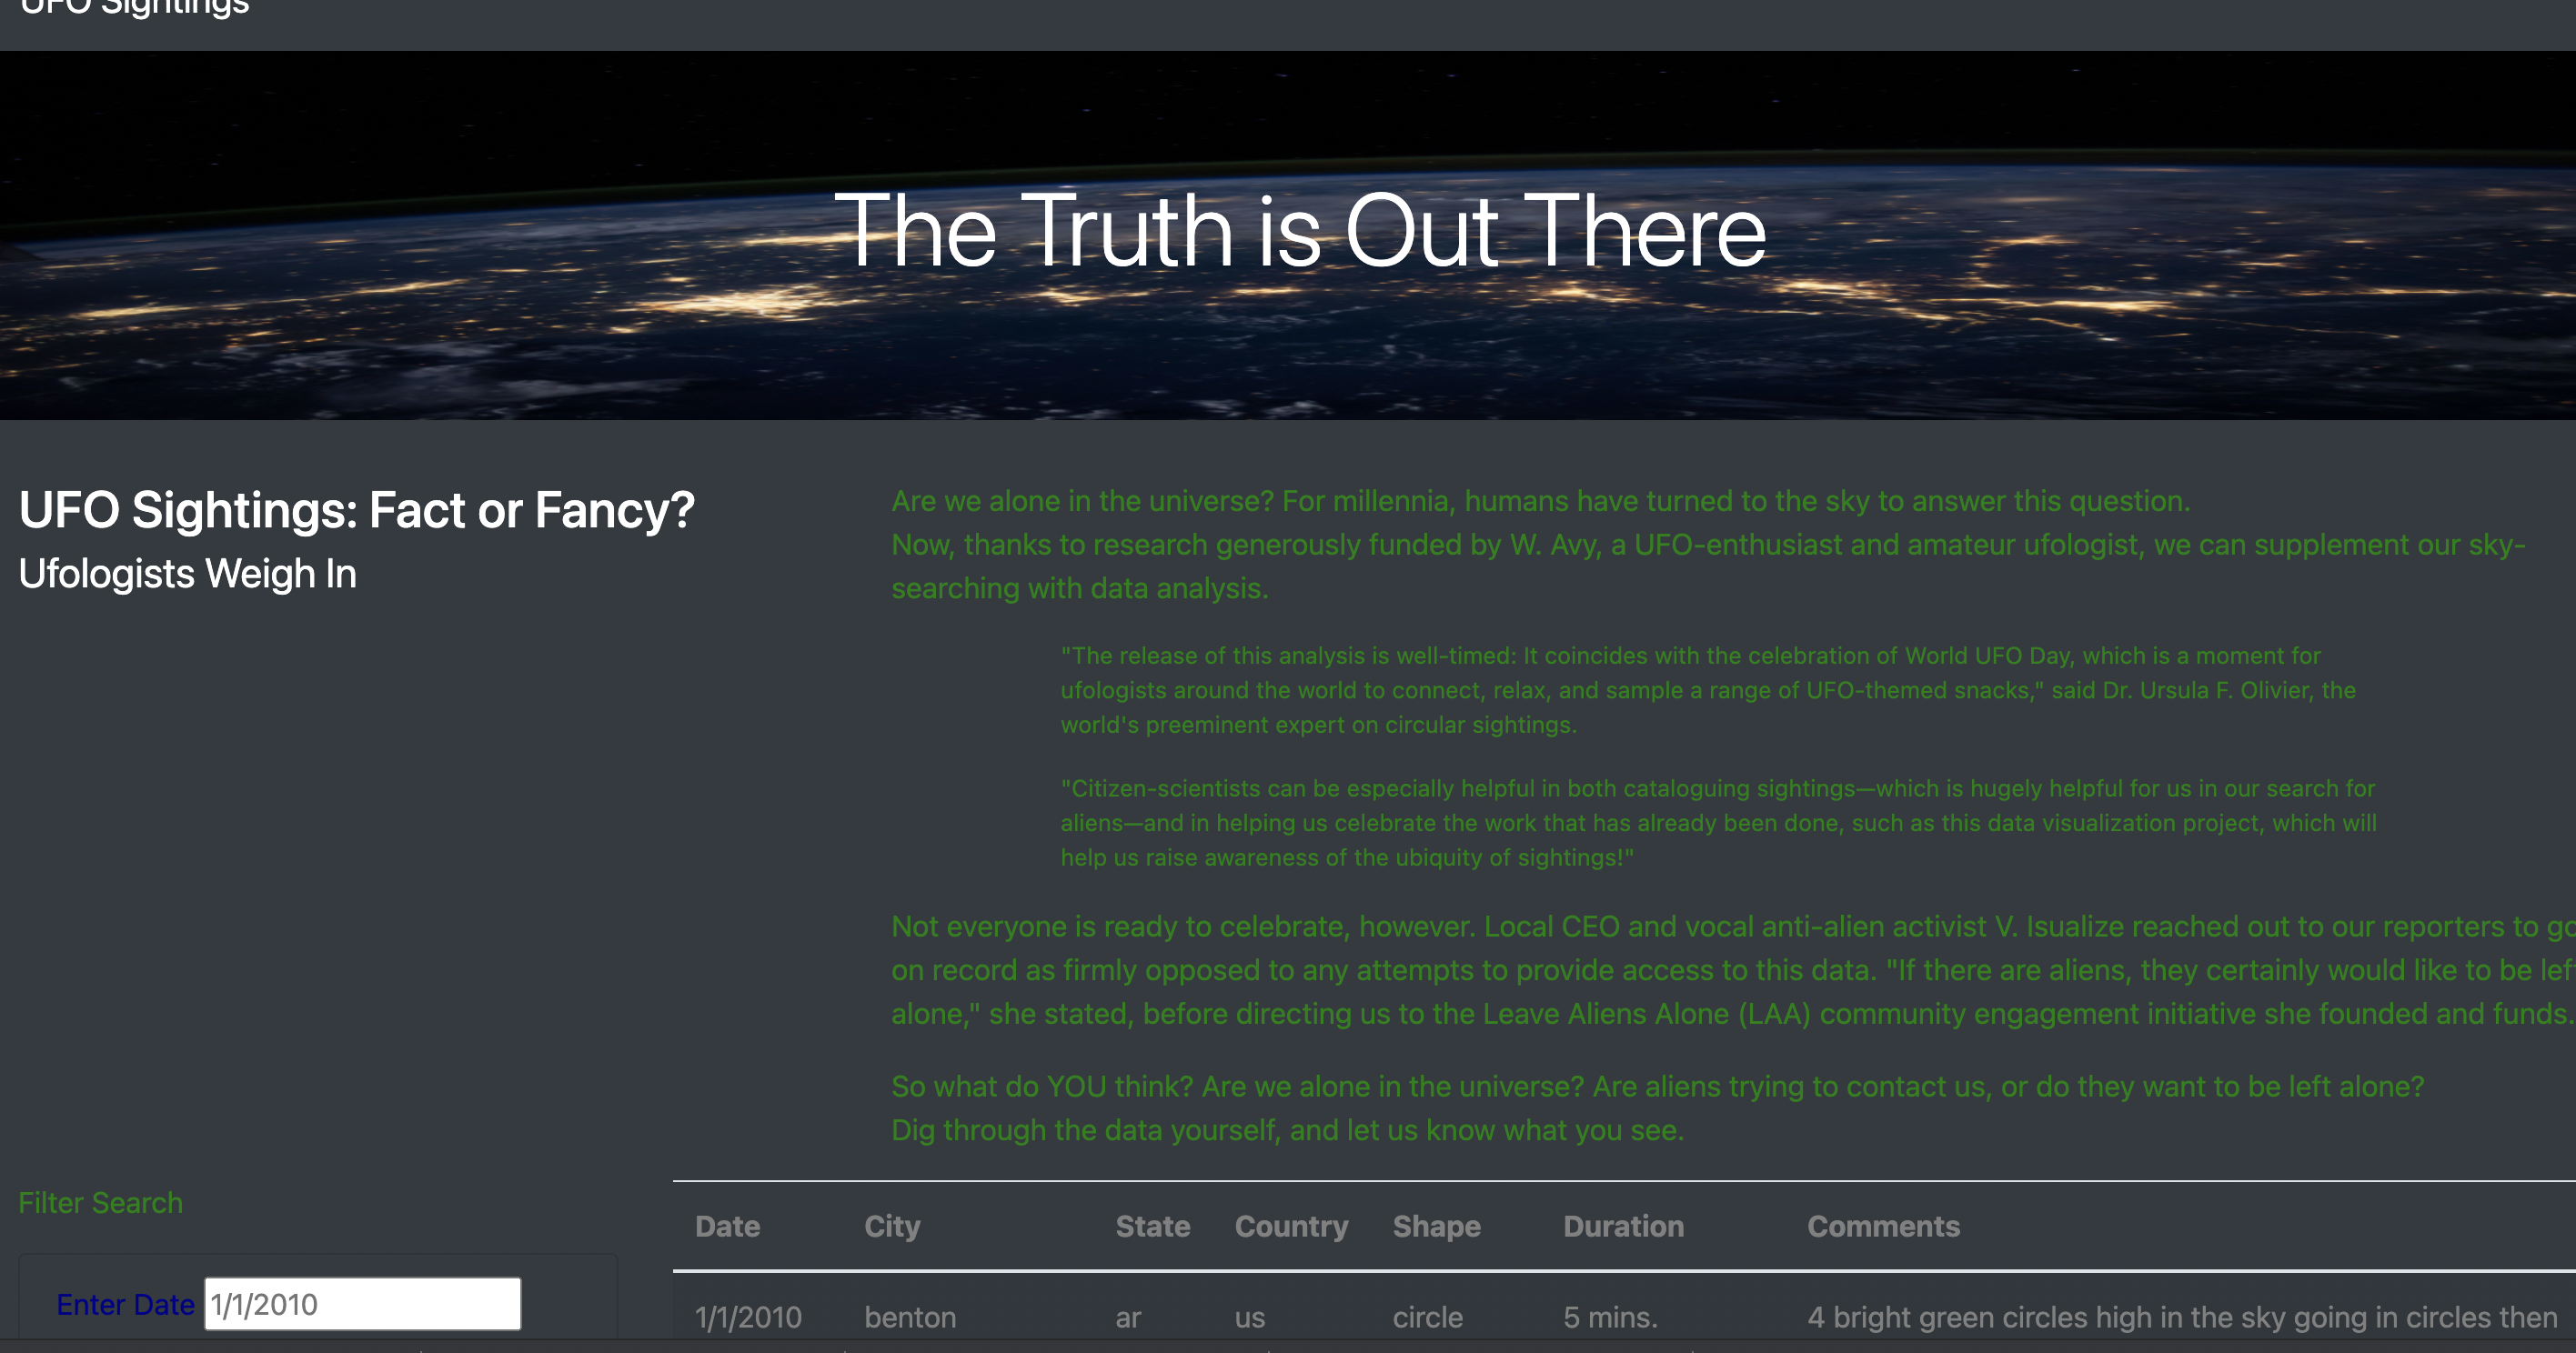 UFO Sightings
The Truth is Out There
UFO Sightings: Fact or Fancy?
Ufologists Weigh In
Are we alone in the universe? For millennia, humans have turned to the sky to answer this question.
Now, thanks to research generously funded by W. Avy, a UFO-enthusiast and amateur ufologist, we can supplement our sky-
searching with data analysis.
"The release of this analysis is well-timed: It coincides with the celebration of World UFO Day, which is a moment for
ufologists around the world to connect, relax, and sample a range of UFO-themed snacks," said Dr. Ursula F. Olivier, the
world's preeminent expert on circular sightings.
"Citizen-scientists can be especially helpful in both cataloguing sightings—which is hugely helpful for us in our search for
aliens—and in helping us celebrate the work that has already been done, such as this data visualization project, which will
help us raise awareness of the ubiquity of sightings!"
Not everyone is ready to celebrate, however. Local CEO and vocal anti-alien activist V. Isualize reached out to our reporters to go
on record as firmly opposed to any attempts to provide access to this data. "If there are aliens, they certainly would like to be left
alone," she stated, before directing us to the Leave Aliens Alone (LAA) community engagement initiative she founded and funds.
So what do YOU think? Are we alone in the universe? Are aliens trying to contact us, or do they want to be left alone?
Dig through the data yourself, and let us know what you see.
Filter Search
Enter Date 1/1/2010
Date City State Country Shape Duration Comments
1/1/2010 benton ar us circle 5 mins. 4 bright green circles high in the sky going in circles then